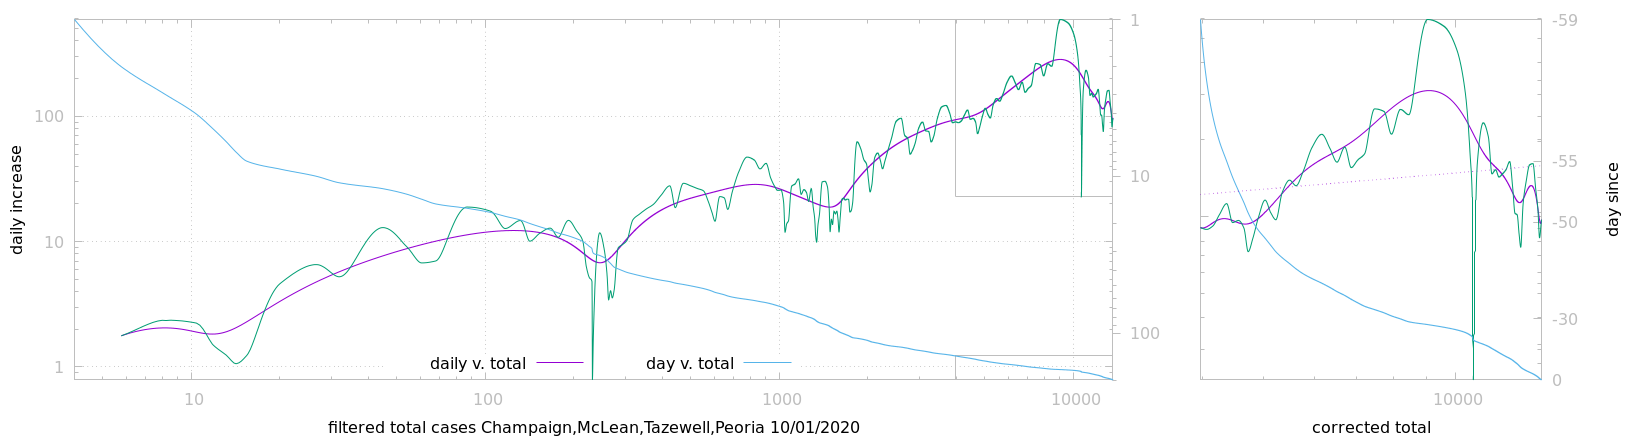 daily increase
100
10
1
10
100
1000
10000
1
10
100
daily v. total
day v. total
filtered total cases Champaign,McLean,Tazewell,Peoria 10/01/2020
-59
-55
-50
-30
0
day since
10000
corrected total